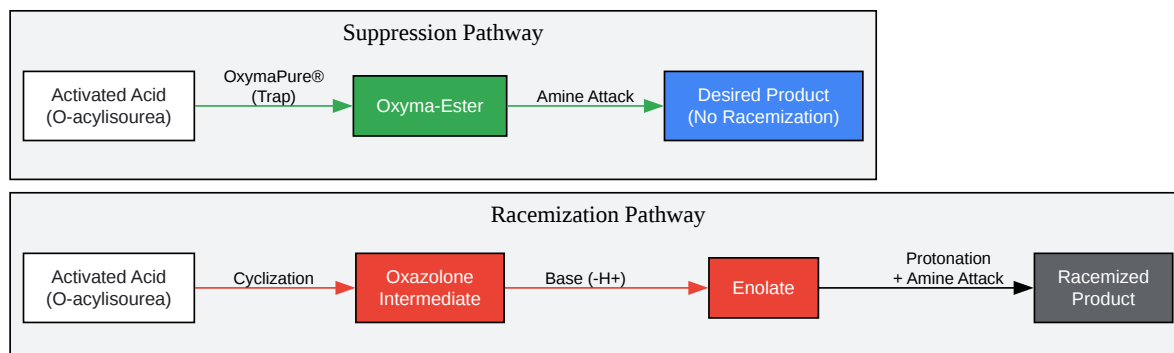 Suppression Pathway
Activated Acid
(O-acylisourea)
OxymaPure®
(Trap)
Oxyma-Ester
Amine Attack
Desired Product
(No Racemization)
Racemization Pathway
Activated Acid
(O-acylisourea)
Cyclization
Oxazolone
Intermediate
Base (-H+)
Enolate
Protonation
+ Amine Attack
Racemized
Product